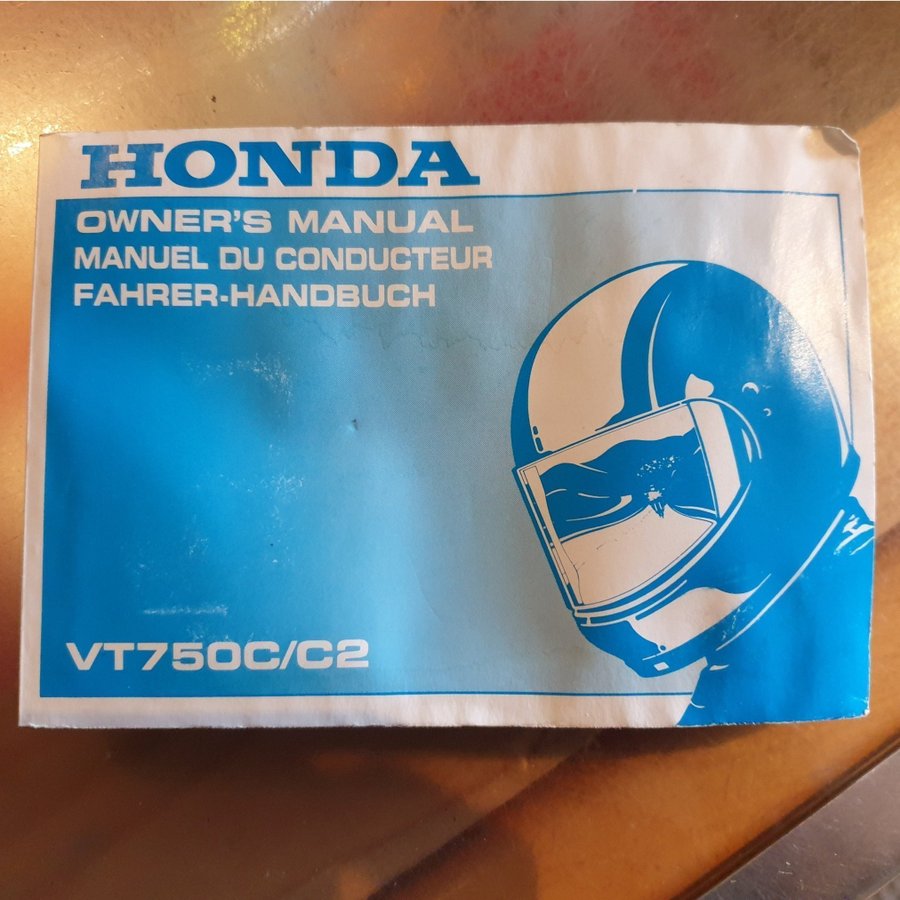 HONDA
OWNER'S MANUAL
MANUEL DU CONDUCTEUR
FAHRER-HANDBUCH
VT750C/C2